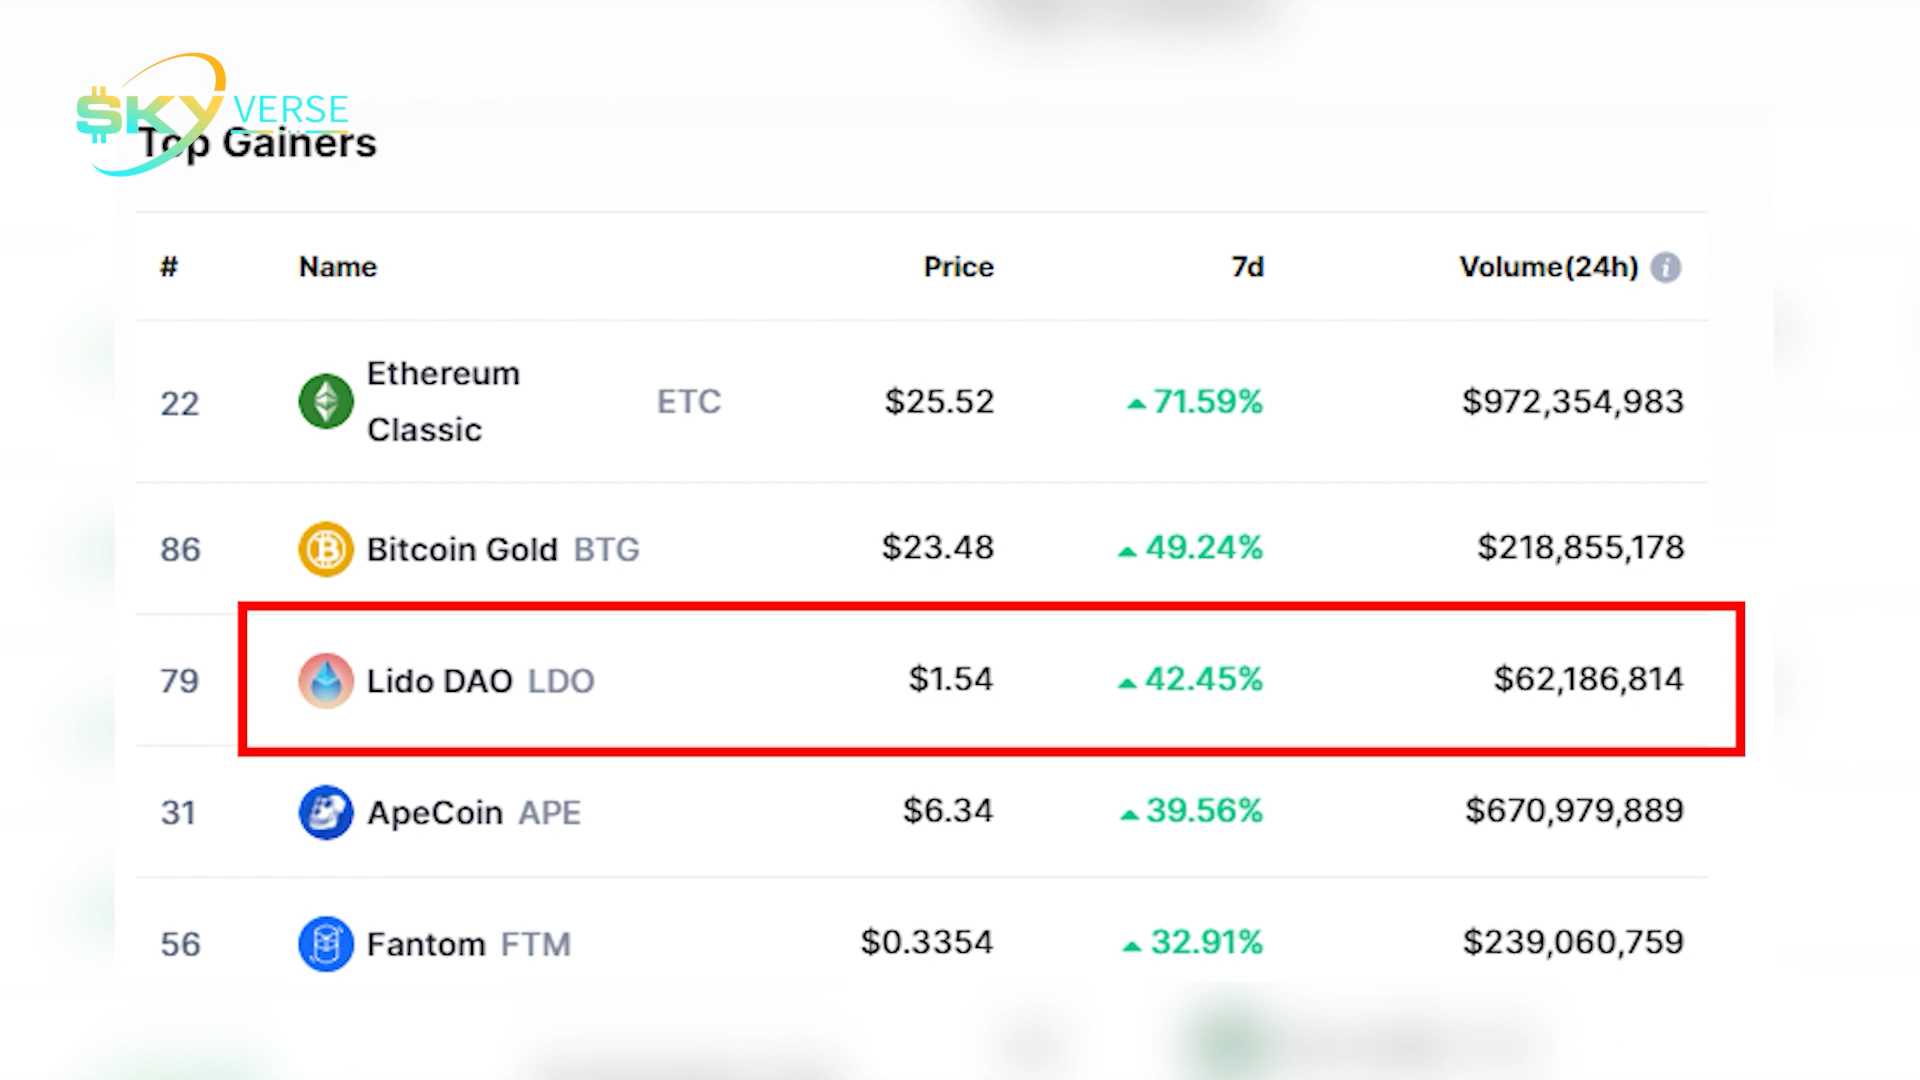 $KY VERSE
Top Gainers
# Name Price 7d Volume(24h)
22 Ethereum Classic ETC $25.52 71.59% $972,354,983
86 Bitcoin Gold BTG $23.48 49.24% $218,855,178
79 Lido DAO LDO $1.54 42.45% $62,186,814
31 ApeCoin APE $6.34 39.56% $670,979,889
56 Fantom FTM $0.3354 32.91% $239,060,759